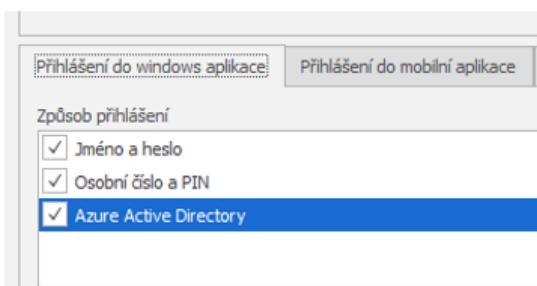 Přihlášení do windows aplikace Přihlášení do mobilní aplikace
Způsob přihlášení
Jméno a heslo
Osobní číslo a PIN
Azure Active Directory